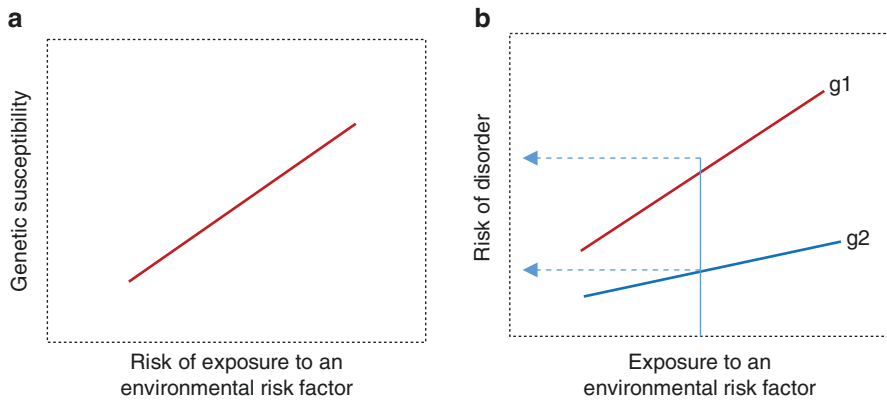 a
Genetic susceptibility
Risk of exposure to an
environmental risk factor
b
Risk of disorder
g1
g2
Exposure to an
environmental risk factor